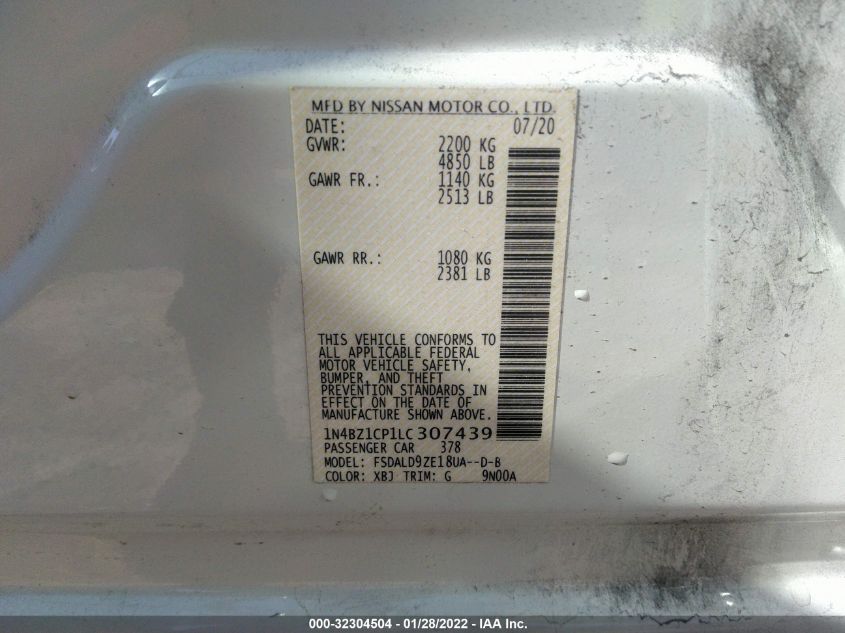 MFD BY NISSAN MOTOR CO., LTD.
DATE: 07/20
GVWR: 2200 KG
4850 LB
GAWR FR.: 1140 KG
2513 LB
GAWR RR.: 1080 KG
2381 LB
THIS VEHICLE CONFORMS TO
ALL APPLICABLE FEDERAL
MOTOR VEHICLE SAFETY,
BUMPER, AND THEFT
PREVENTION STANDARDS IN
EFFECT ON THE DATE OF
MANUFACTURE SHOWN ABOVE.
1N4BZ1CP1LC307439
PASSENGER CAR 378
MODEL: FSDALD9ZE18UA--D-B
COLOR: XBJ TRIM: G 9N00A
000-32304504 / 01/28/2022 - IAA Inc.